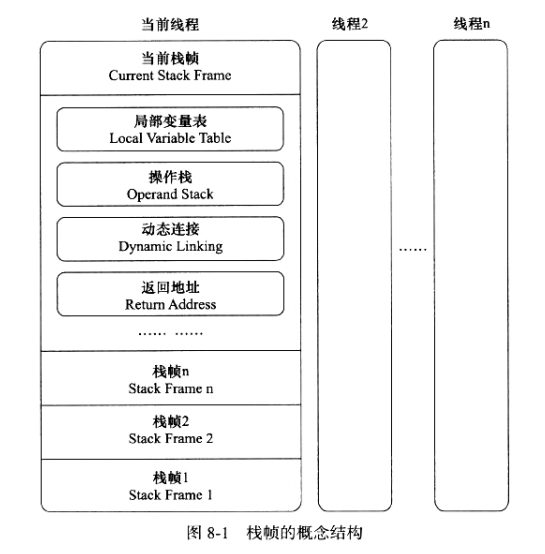 当前线程
线程2
线程n
当前栈帧
Current Stack Frame
局部变量表
Local Variable Table
操作栈
Operand Stack
动态连接
Dynamic Linking
返回地址
Return Address
…… ……
……
栈帧n
Stack Frame n
栈帧2
Stack Frame 2
栈帧1
Stack Frame 1
图 8-1 栈帧的概念结构